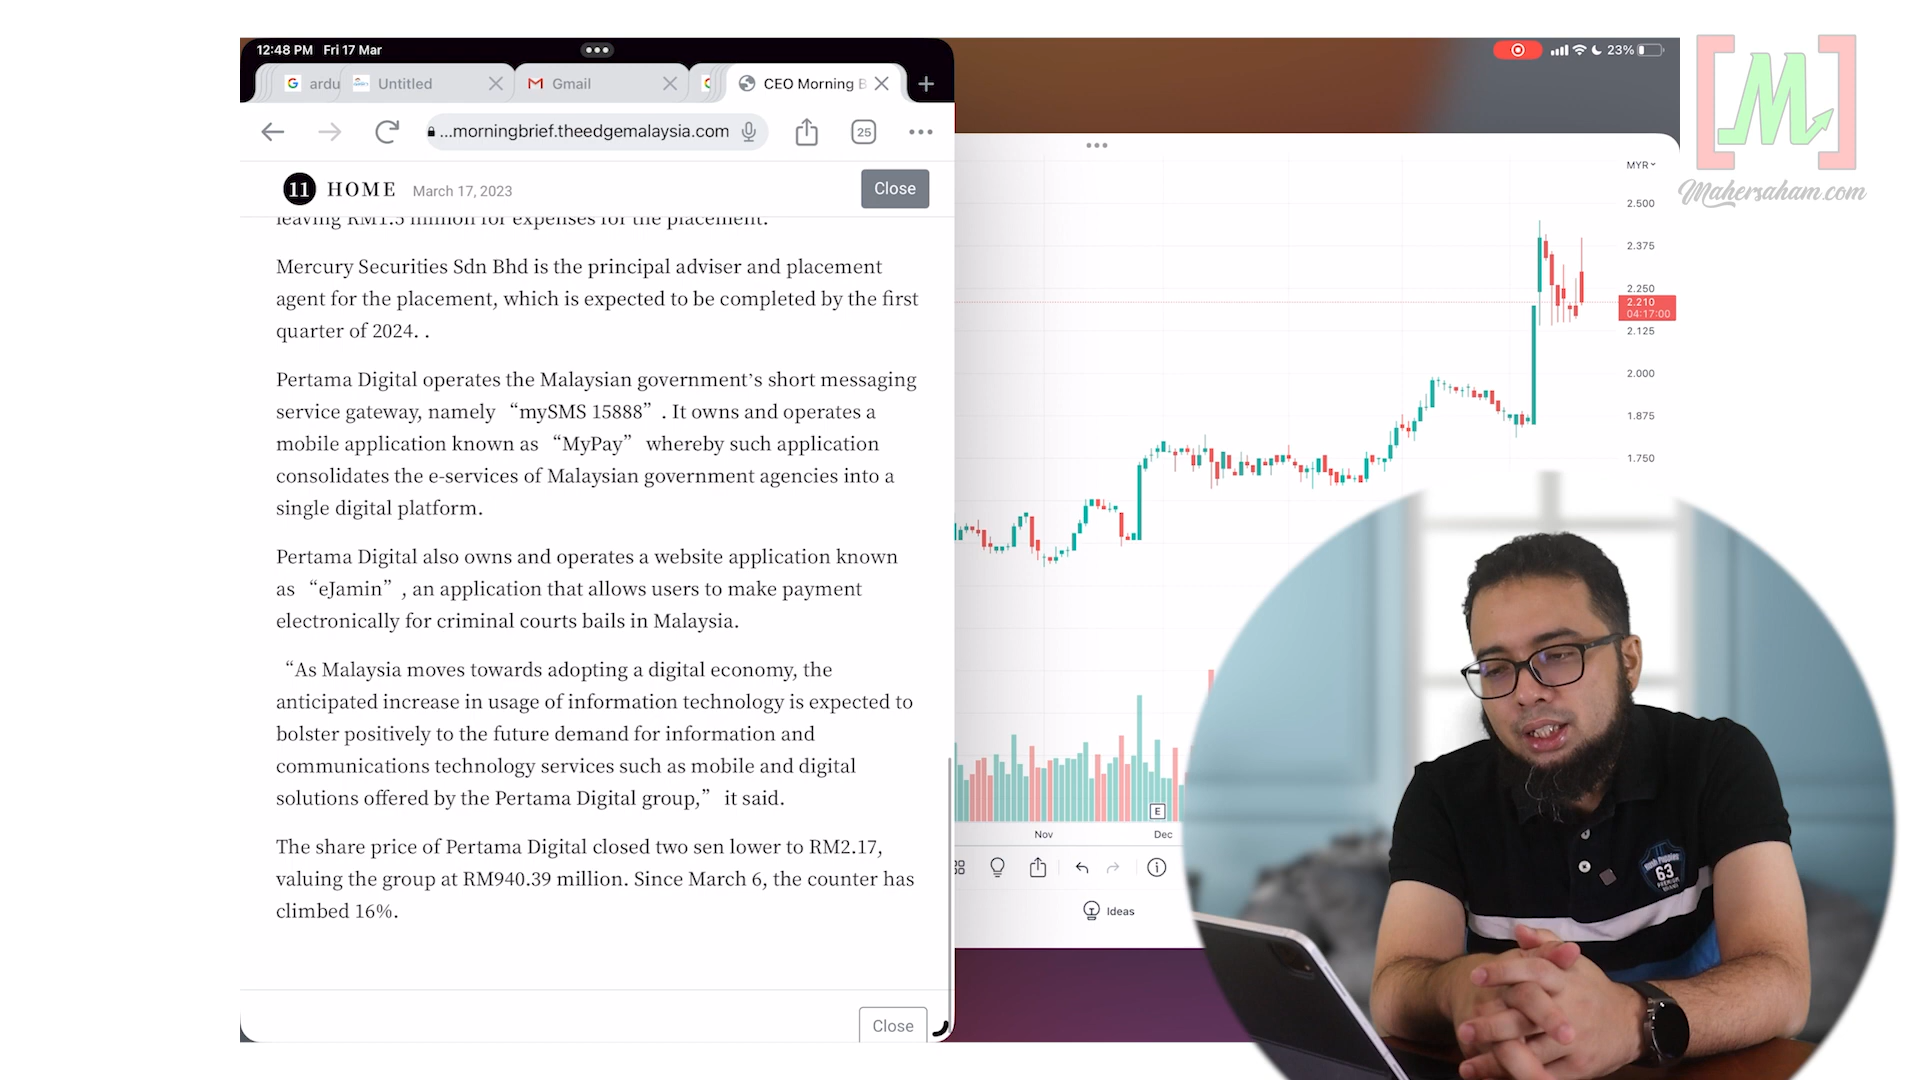 12:48 PM Fri 17 Mar
23%
ardu
Untitled
Gmail
CEO Morning B
...morningbrief.theedgemalaysia.com
25
11 HOME March 17, 2023
Close
leaving RM1.5 million for expenses for the placement.
Mercury Securities Sdn Bhd is the principal adviser and placement
agent for the placement, which is expected to be completed by the first
quarter of 2024. .
Pertama Digital operates the Malaysian government's short messaging
service gateway, namely “mySMS 15888”. It owns and operates a
mobile application known as “MyPay” whereby such application
consolidates the e-services of Malaysian government agencies into a
single digital platform.
Pertama Digital also owns and operates a website application known
as “eJamin”, an application that allows users to make payment
electronically for criminal courts bails in Malaysia.
“As Malaysia moves towards adopting a digital economy, the
anticipated increase in usage of information technology is expected to
bolster positively to the future demand for information and
communications technology services such as mobile and digital
solutions offered by the Pertama Digital group,” it said.
The share price of Pertama Digital closed two sen lower to RM2.17,
valuing the group at RM940.39 million. Since March 6, the counter has
climbed 16%.
Close
MYR
2.500
2.375
2.250
2.210
04:17:00
2.125
2.000
1.875
1.750
E
Nov
Dec
Ideas
M
Mahersaham.com
63